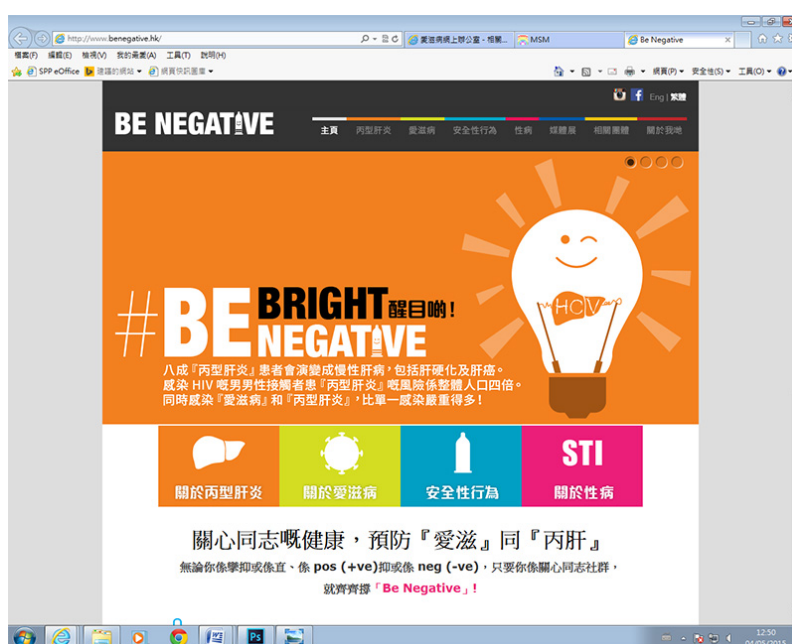 http://www.benegative.hk/
愛滋病網上辦公室 - 相關...
MSM
Be Negative
檔案(F) 編輯(E) 檢視(V) 我的最愛(A) 工具(T) 說明(H)
SPP eOffice 建議的網站 網頁快訊圖庫
網頁(P) 安全性(S) 工具(O)
Eng | 繁體
BE NEGATIVE
主頁 丙型肝炎 愛滋病 安全性行為 性病 媒體展 相關團體 關於我哋
#BE BRIGHT 醒目啲!
NEGATIVE
HCV
八成『丙型肝炎』患者會演變成慢性肝病,包括肝硬化及肝癌。
感染 HIV 嘅男男性接觸者患『丙型肝炎』嘅風險係整體人口四倍。
同時感染『愛滋病』和『丙型肝炎』,比單一感染嚴重得多!
STI
關於丙型肝炎 關於愛滋病 安全性行為 關於性病
關心同志嘅健康,預防『愛滋』同『丙肝』
無論你係攣抑或係直、係 pos (+ve)抑或係 neg (-ve),只要你係關心同志社群,
就齊齊撐「Be Negative」!
Ps
12:50
04/05/2015